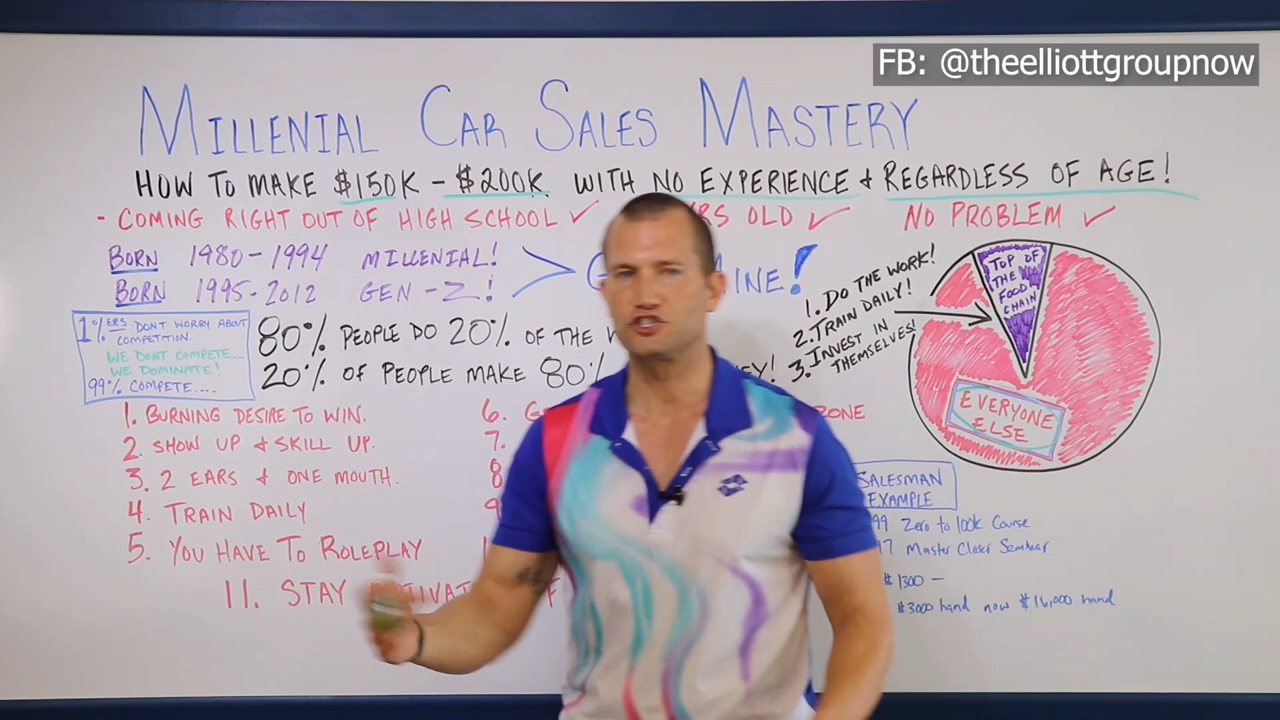 FB: @theelliottgroupnow
MILLENIAL CAR SALES MASTERY
HOW TO MAKE $150K - $200K WITH NO EXPERIENCE & REGARDLESS OF AGE!
- COMING RIGHT OUT OF HIGH SCHOOL ✓ OLD ✓ NO PROBLEM ✓
BORN 1980-1994 MILLENIAL!
BORN 1995-2012 GEN-Z!
INE!
1%ERS DONT WORRY ABOUT
COMPETITION.
WE DONT COMPETE...
WE DOMINATE!
99% COMPETE....
80% PEOPLE DO 20% OF THE
20% OF PEOPLE MAKE 80%
1. DO THE WORK!
2. TRAIN DAILY!
3. INVEST IN
THEMSELVES!
TOP OF
THE
FOOD
CHAIN
EVERYONE
ELSE
1. BURNING DESIRE TO WIN.
2. SHOW UP & SKILL UP.
3. 2 EARS & ONE MOUTH.
4. TRAIN DAILY
5. YOU HAVE TO ROLEPLAY
6.
7.
11. STAY
SALESMAN
EXAMPLE
99 Zero to 100k Course
97 Master Closer Seminar
$1300 -
$3000 hand now $16,000 hand